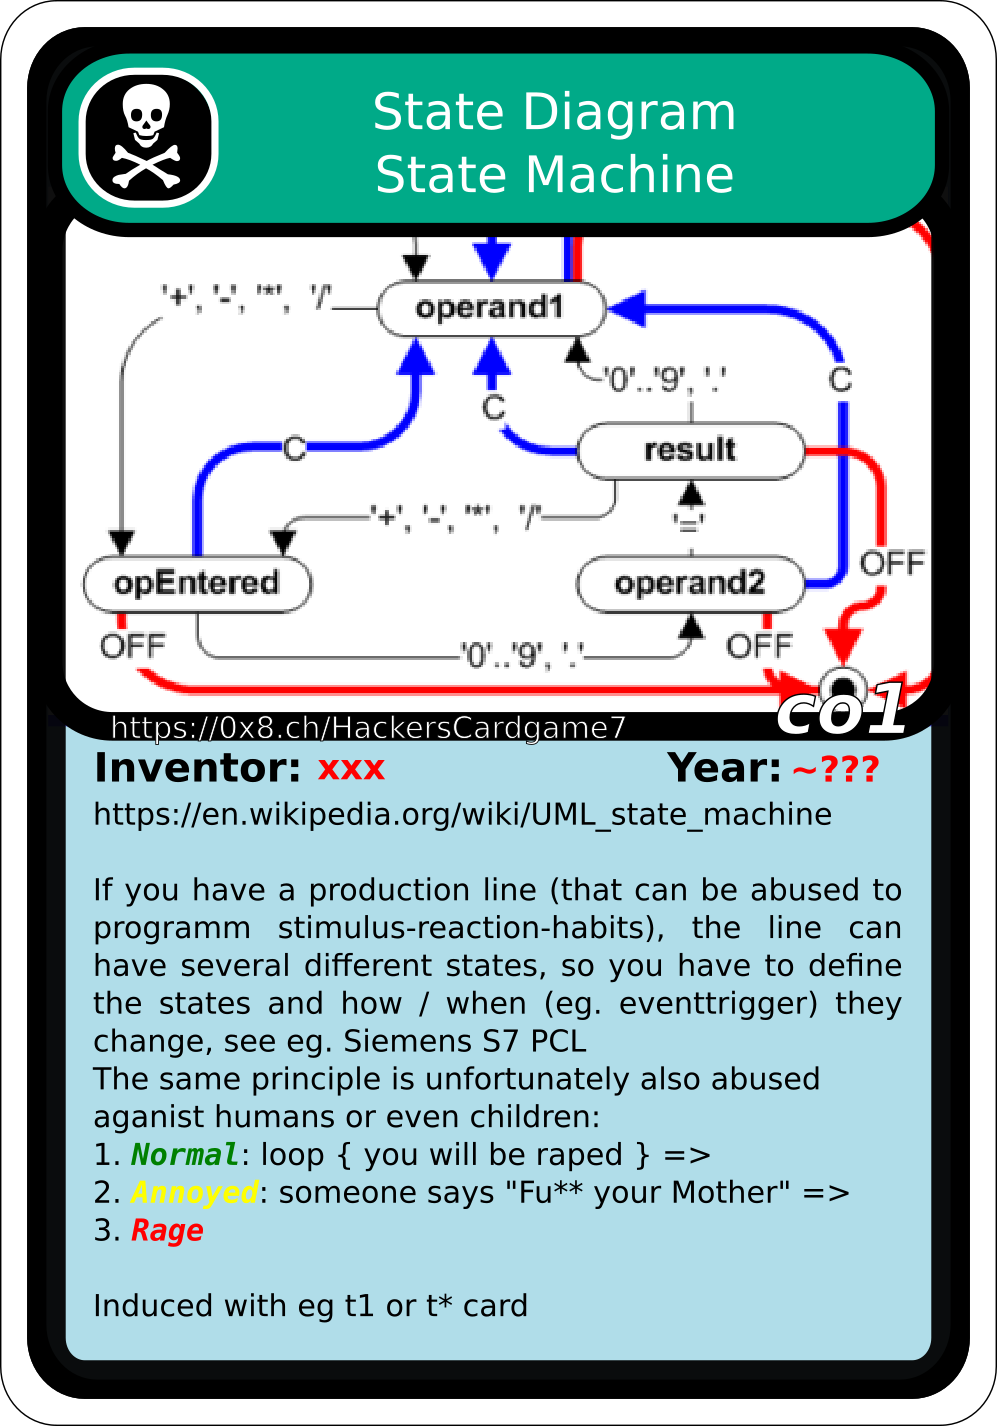 State Diagram
State Machine
'+', '-', '*', '/'
operand1
C
'0'..'9', '.'
C
C
result
'+', '-', '*', '/'
'='
OFF
opEntered
operand2
OFF
'0'..'9', '.'
OFF
co1
https://0x8.ch/HackersCardgame7
Inventor: xxx Year: ~???
https://en.wikipedia.org/wiki/UML_state_machine
If you have a production line (that can be abused to
programm stimulus-reaction-habits), the line can
have several different states, so you have to define
the states and how / when (eg. eventtrigger) they
change, see eg. Siemens S7 PCL
The same principle is unfortunately also abused
aganist humans or even children:
1. Normal: loop { you will be raped } =>
2. Annoyed: someone says "Fu** your Mother" =>
3. Rage
Induced with eg t1 or t* card